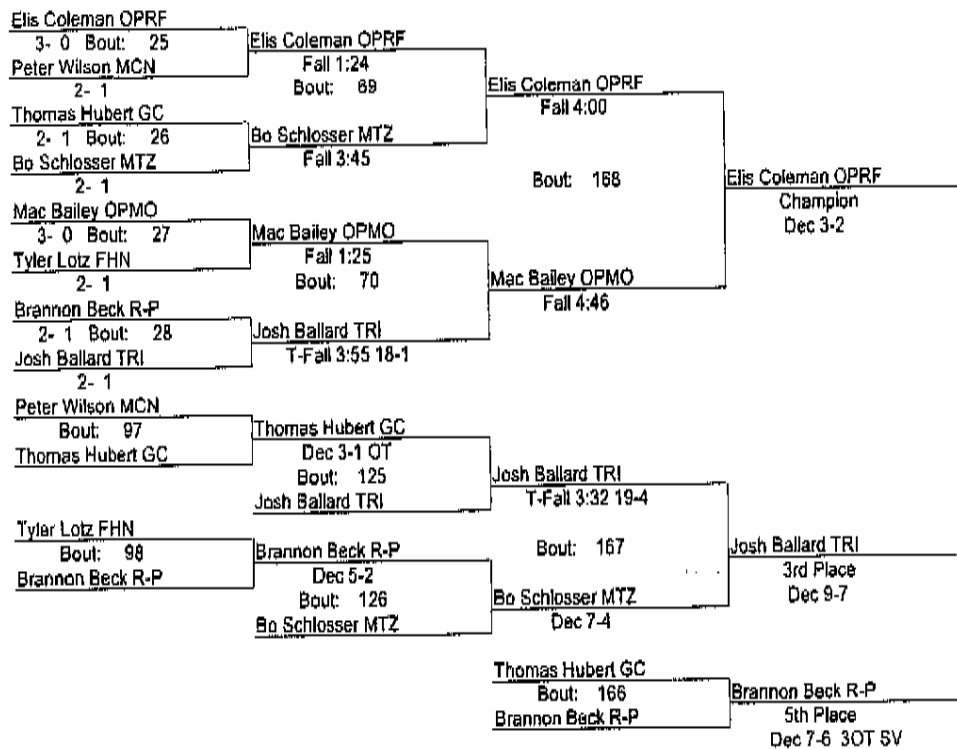 Elis Coleman OPRF
3- 0 Bout: 25
Peter Wilson MCN
2- 1
Thomas Hubert GC
2- 1 Bout: 26
Bo Schlosser MTZ
2- 1
Mac Bailey OPMO
3- 0 Bout: 27
Tyler Lotz FHN
2- 1
Brannon Beck R-P
2- 1 Bout: 28
Josh Ballard TRI
2- 1
Elis Coleman OPRF
Fall 1:24
Bout: 69
Bo Schlosser MTZ
Fall 3:45
Mac Bailey OPMO
Fall 1:25
Bout: 70
Josh Ballard TRI
T-Fall 3:55 18-1
Elis Coleman OPRF
Fall 4:00
Bout: 168
Mac Bailey OPMO
Fall 4:46
Elis Coleman OPRF
Champion
Dec 3-2
Peter Wilson MCN
Bout: 97
Thomas Hubert GC
Tyler Lotz FHN
Bout: 98
Brannon Beck R-P
Thomas Hubert GC
Dec 3-1 OT
Bout: 125
Josh Ballard TRI
Brannon Beck R-P
Dec 5-2
Bout: 126
Bo Schlosser MTZ
Josh Ballard TRI
T-Fall 3:32 19-4
Bout: 167
Bo Schlosser MTZ
Dec 7-4
Josh Ballard TRI
3rd Place
Dec 9-7
Thomas Hubert GC
Bout: 166
Brannon Beck R-P
Brannon Beck R-P
5th Place
Dec 7-6 3OT SV